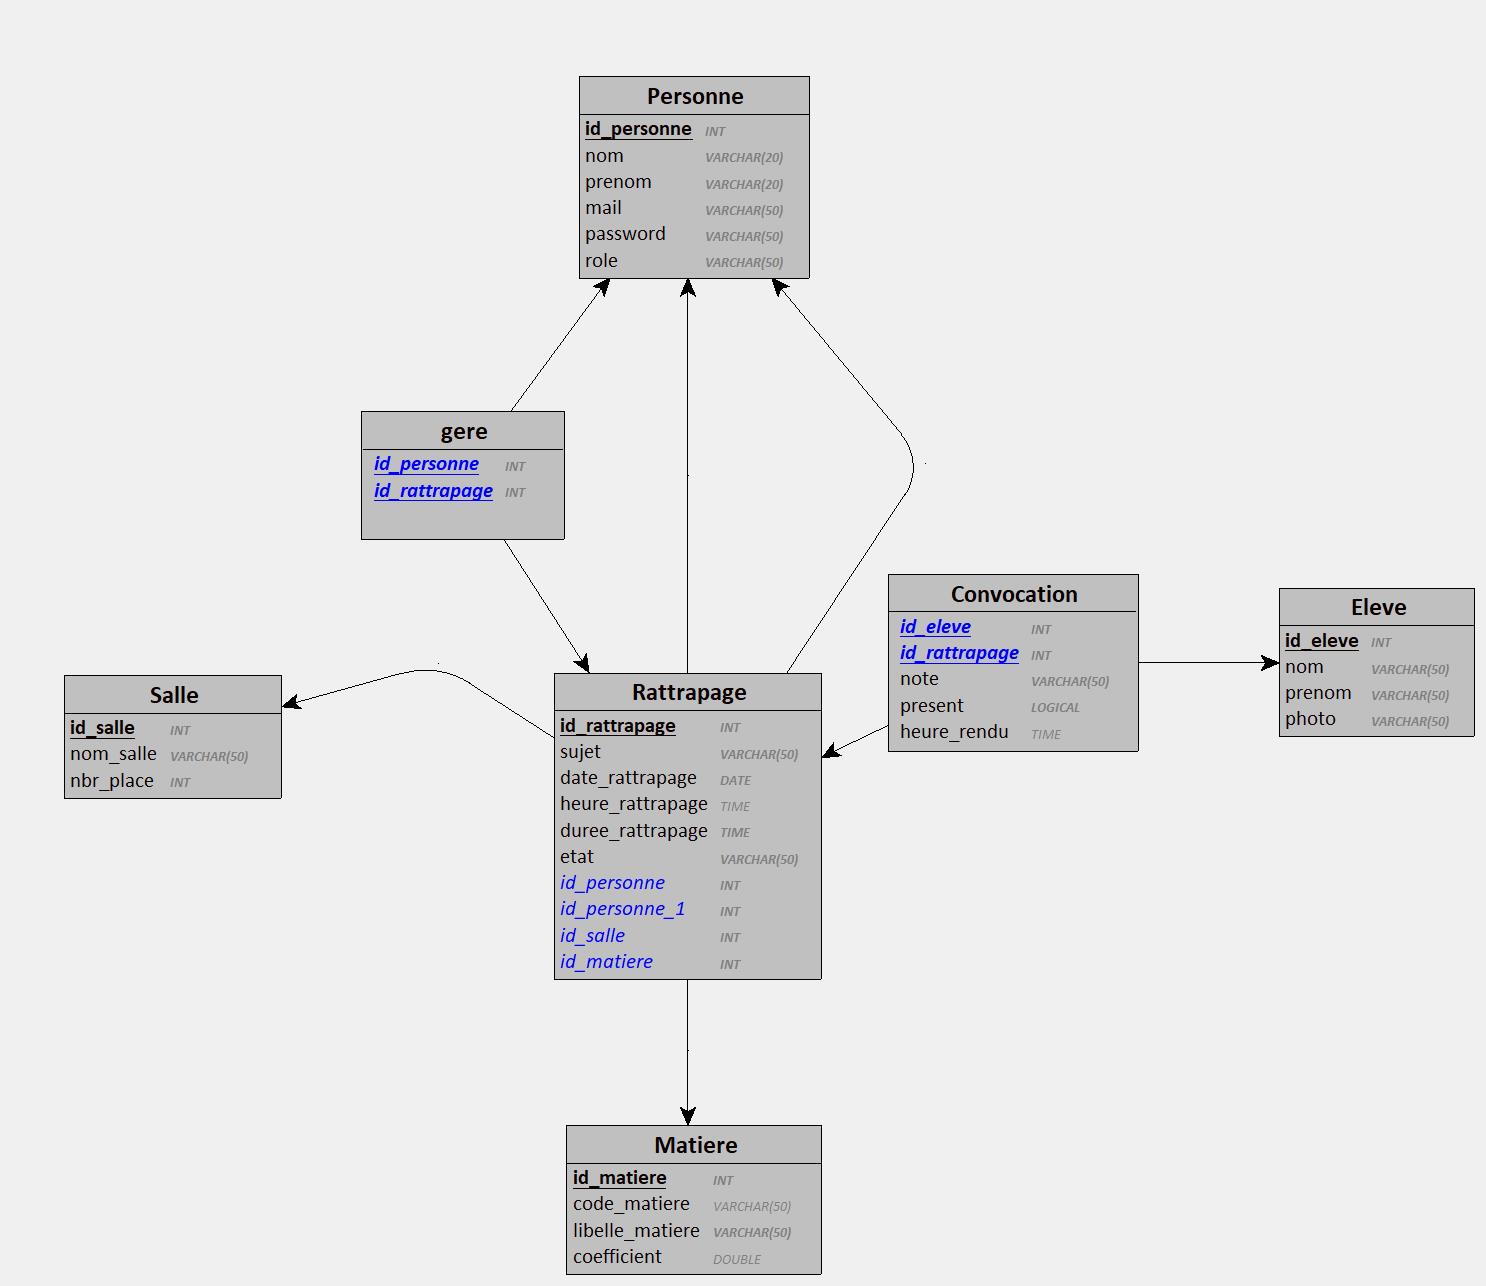 Personne
id_personne INT
nom VARCHAR(20)
prenom VARCHAR(20)
mail VARCHAR(50)
password VARCHAR(50)
role VARCHAR(50)
gere
id_personne INT
id_rattrapage INT
Convocation
id_eleve INT
id_rattrapage INT
note VARCHAR(50)
present LOGICAL
heure_rendu TIME
Eleve
id_eleve INT
nom VARCHAR(50)
prenom VARCHAR(50)
photo VARCHAR(50)
Salle
id_salle INT
nom_salle VARCHAR(50)
nbr_place INT
Rattrapage
id_rattrapage INT
sujet VARCHAR(50)
date_rattrapage DATE
heure_rattrapage TIME
duree_rattrapage TIME
etat VARCHAR(50)
id_personne INT
id_personne_1 INT
id_salle INT
id_matiere INT
Matiere
id_matiere INT
code_matiere VARCHAR(50)
libelle_matiere VARCHAR(50)
coefficient DOUBLE